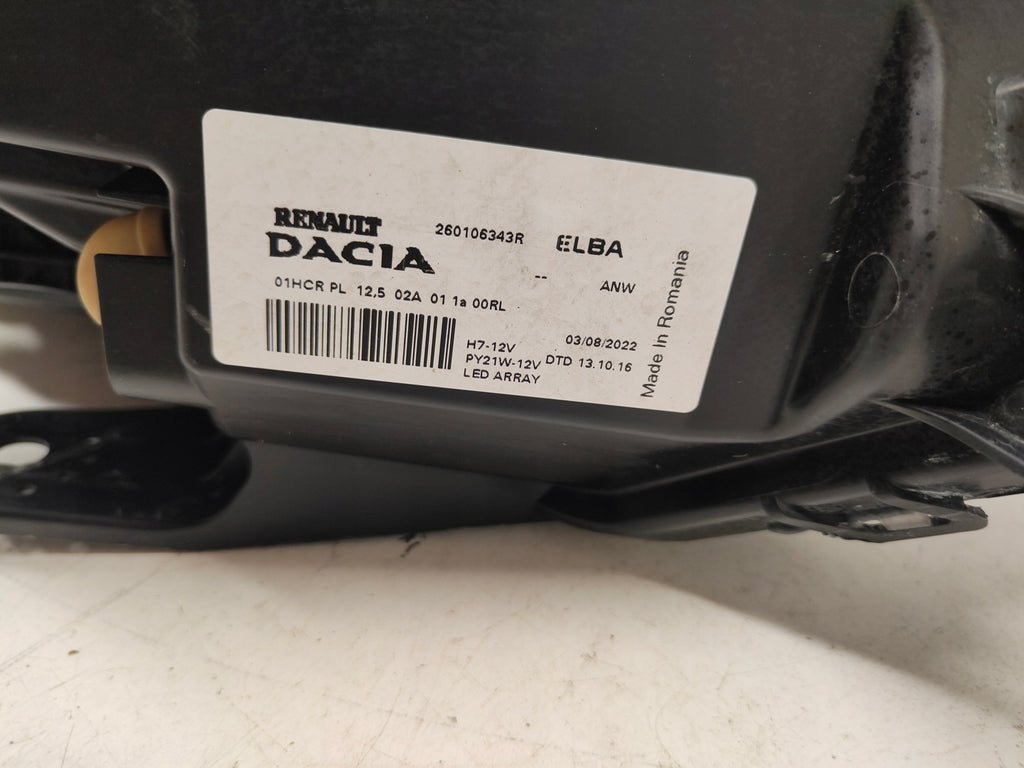 RENAULT
DACIA
260106343R
ELBA
--
ANW
01HCR PL 12,5 02A 01 1a 00RL
H7-12V
PY21W-12V
LED ARRAY
03/08/2022
DTD 13.10.16
Made In Romania